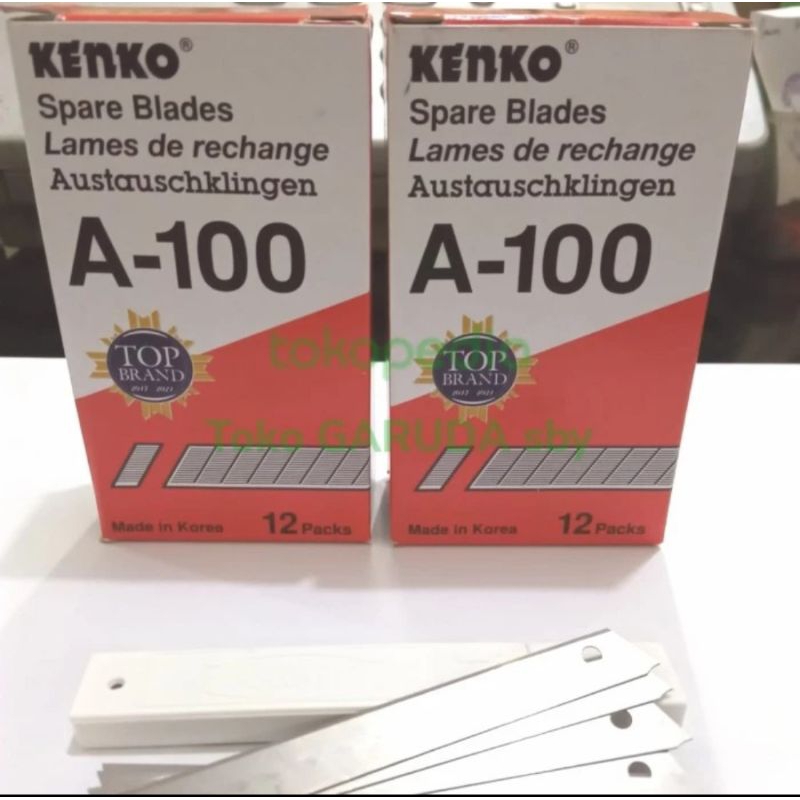 KENKO®
Spare Blades
Lames de rechange
Austauschklingen
A-100
TOP
BRAND
Made in Korea
12 Packs
KENKO®
Spare Blades
Lames de rechange
Austauschklingen
A-100
TOP
BRAND
Made in Korea
12 Packs
tokopedia
Toko GARUDA sby